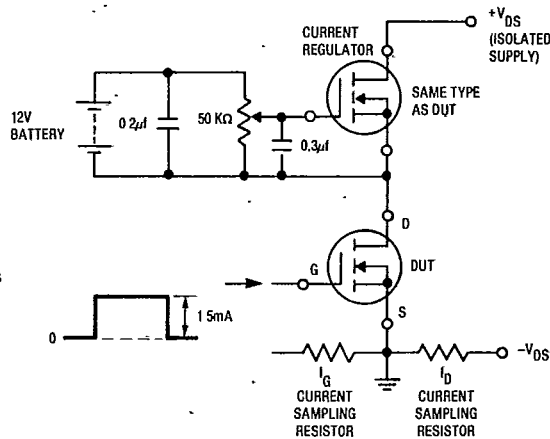 +VDS
(ISOLATED
SUPPLY)
CURRENT
REGULATOR
SAME TYPE
AS DUT
12V
BATTERY
0 2µf
50 KΩ
0.3µf
D
DUT
G
S
1 5mA
0
IG
CURRENT
SAMPLING
RESISTOR
fD
CURRENT
SAMPLING
RESISTOR
-VDS